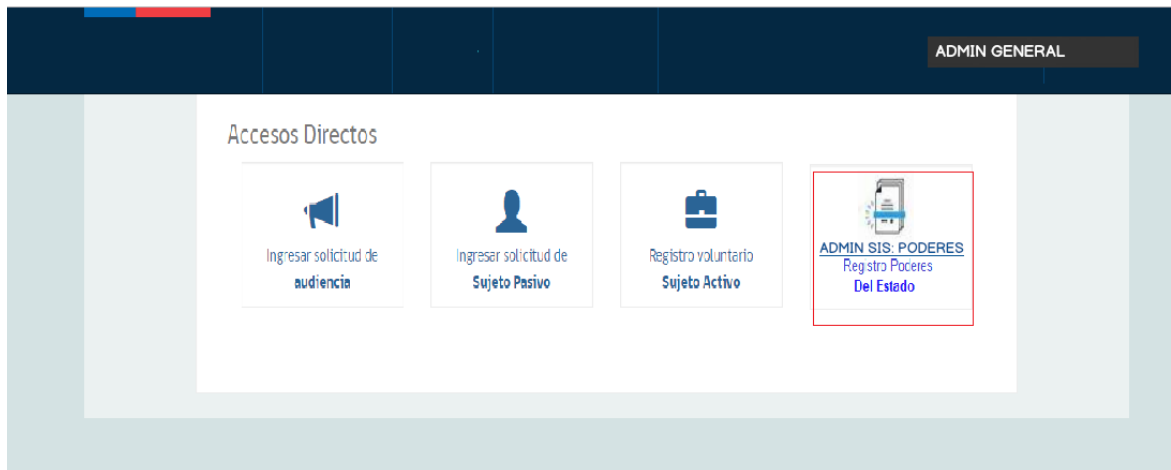 ADMIN GENERAL
Accesos Directos
Ingresar solicitud de
audiencia
Ingresar solicitud de
Sujeto Pasivo
Registro voluntario
Sujeto Activo
ADMIN SIS: PODERES
Registro Poderes
Del Estado